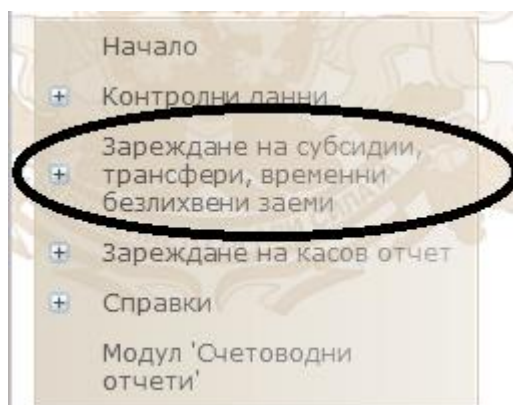 Начало
Контролни данни
Зареждане на субсидии,
трансфери, временни
безлихвени заеми
Зареждане на касов отчет
Справки
Модул 'Счетоводни
отчети'